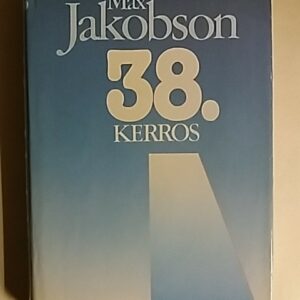 Max
Jakobson
38.
KERROS